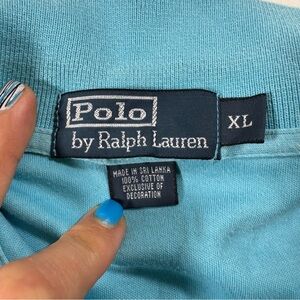 Polo
by Ralph Lauren
XL
MADE IN SRI LANKA
100% COTTON
EXCLUSIVE OF
DECORATION